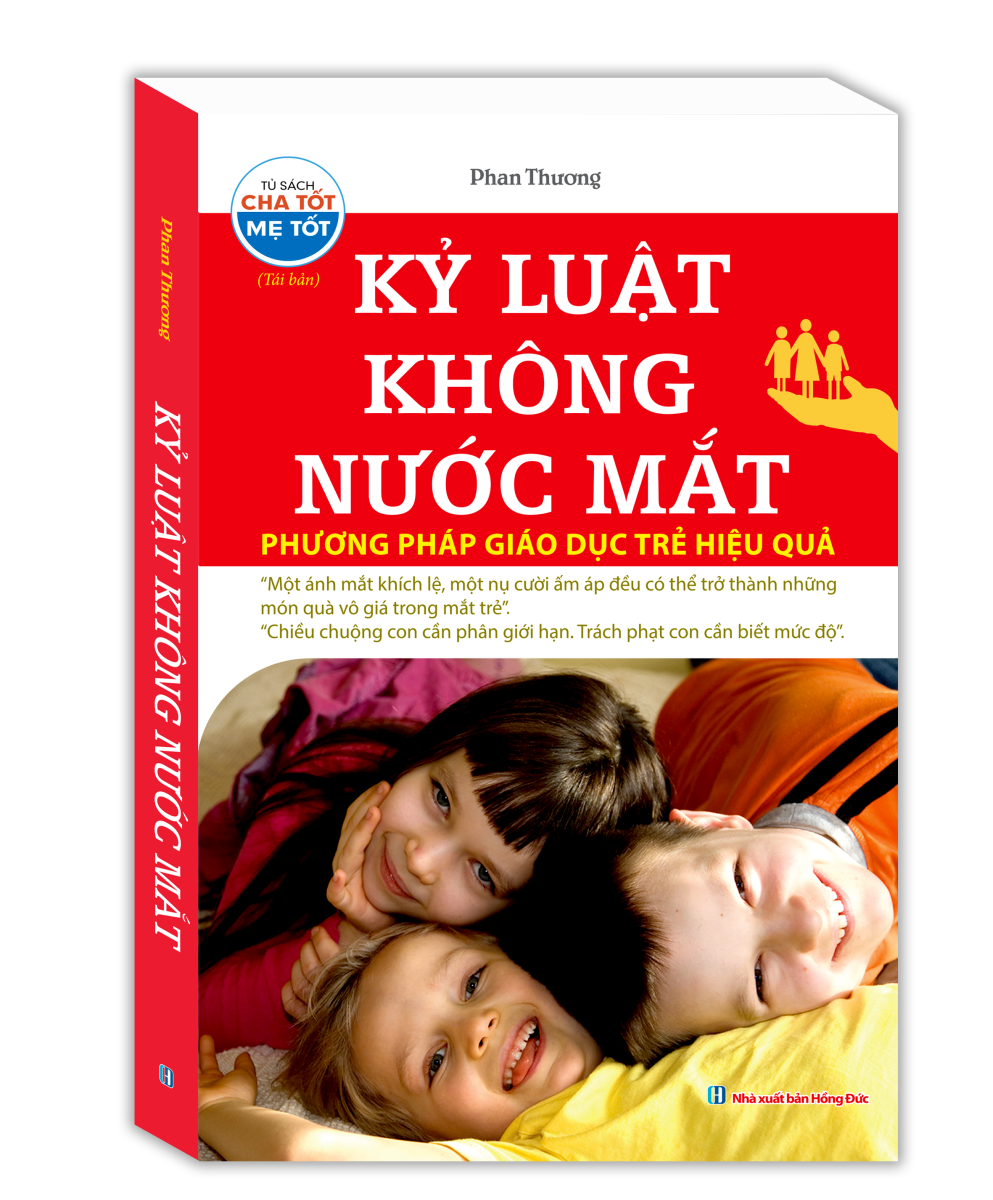 Phan Thương
TỦ SÁCH
CHA TỐT
MẸ TỐT
(Tái bản)
KỶ LUẬT
KHÔNG
NƯỚC MẮT
PHƯƠNG PHÁP GIÁO DỤC TRẺ HIỆU QUẢ
“Một ánh mắt khích lệ, một nụ cười ấm áp đều có thể trở thành những
món quà vô giá trong mắt trẻ”.
“Chiều chuộng con cần phân giới hạn. Trách phạt con cần biết mức độ”.
H Nhà xuất bản Hồng Đức
Phan Thương
KỶ LUẬT KHÔNG NƯỚC MẮT
H